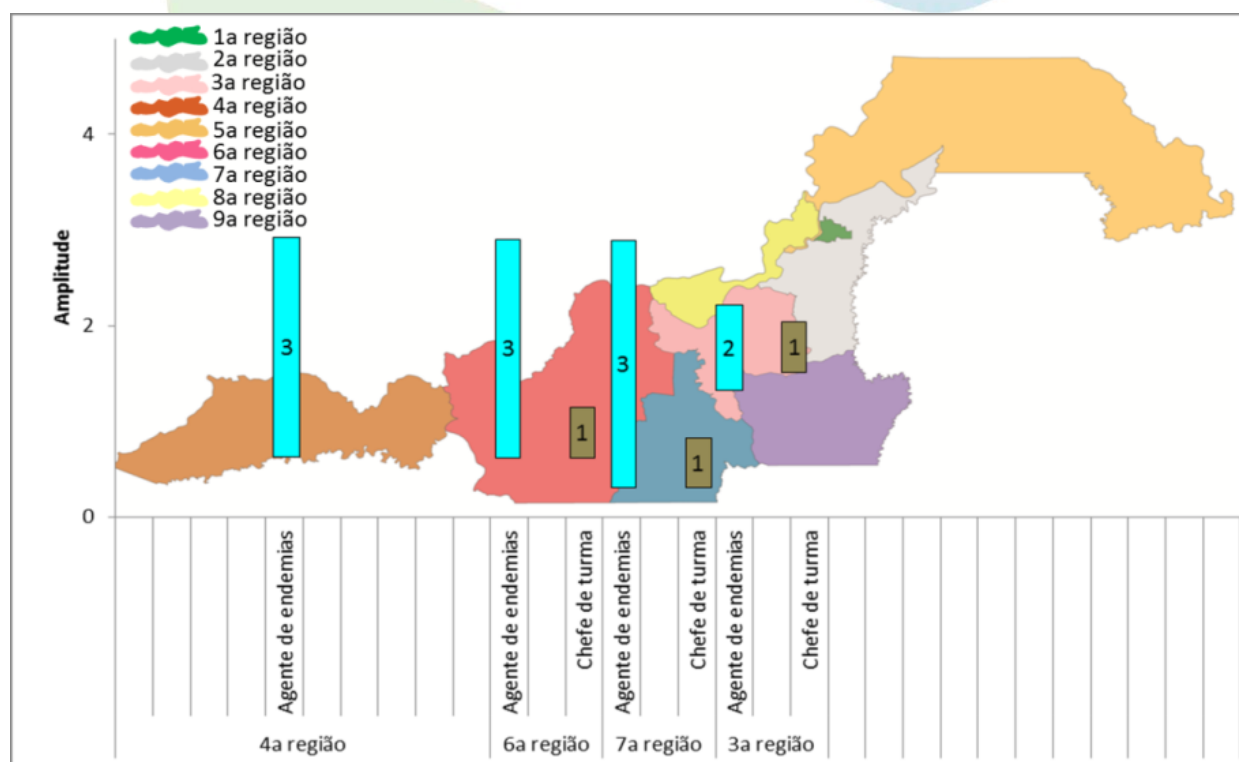 1a região
2a região
3a região
4a região
5a região
6a região
7a região
8a região
9a região
Amplitude
4
2
0
3
3
1
3
1
2
1
Agente de endemias
Agente de endemias
Chefe de turma
Agente de endemias
Chefe de turma
Agente de endemias
Chefe de turma
4a região
6a região
7a região
3a região